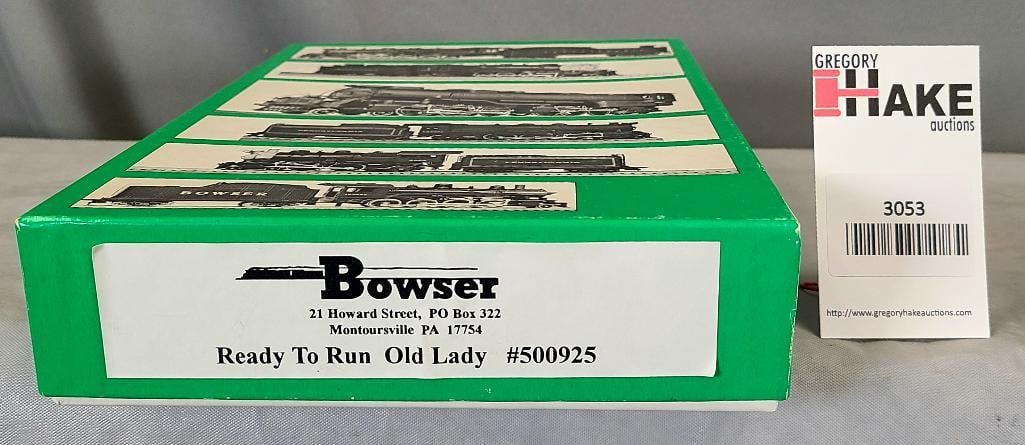 BOWSER
Bowser
21 Howard Street, PO Box 322
Montoursville PA 17754
Ready To Run Old Lady #500925
GREGORY
HAKE
auctions
3053
http://www.gregoryhakeauctions.com